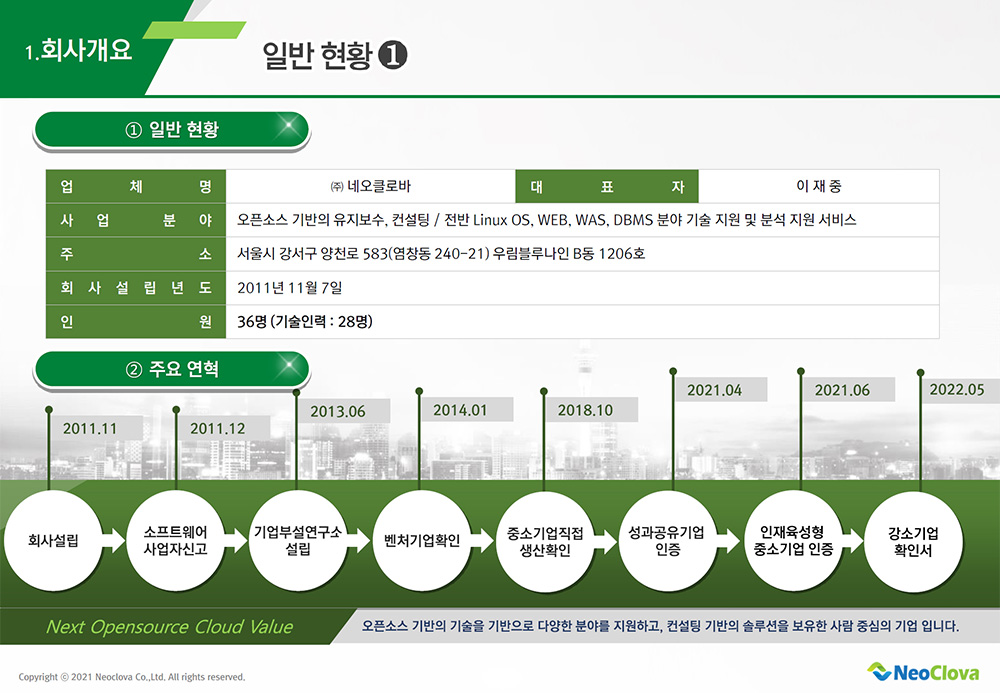 1.회사개요
일반 현황 ❶
① 일반 현황
업 체 명 ㈜ 네오클로바 대 표 자 이 재 중
사 업 분 야 오픈소스 기반의 유지보수, 컨설팅 / 전반 Linux OS, WEB, WAS, DBMS 분야 기술 지원 및 분석 지원 서비스
주 소 서울시 강서구 양천로 583(염창동 240-21) 우림블루나인 B동 1206호
회 사 설 립 년 도 2011년 11월 7일
인 원 36명 (기술인력 : 28명)
② 주요 연혁
2011.11
2011.12
2013.06
2014.01
2018.10
2021.04
2021.06
2022.05
회사설립
소프트웨어
사업자신고
기업부설연구소
설립
벤처기업확인
중소기업직접
생산확인
성과공유기업
인증
인재육성형
중소기업 인증
강소기업
확인서
Next Opensource Cloud Value
오픈소스 기반의 기술을 기반으로 다양한 분야를 지원하고, 컨설팅 기반의 솔루션을 보유한 사람 중심의 기업 입니다.
Copyright ⓒ 2021 Neoclova Co.,Ltd. All rights reserved.
NeoClova